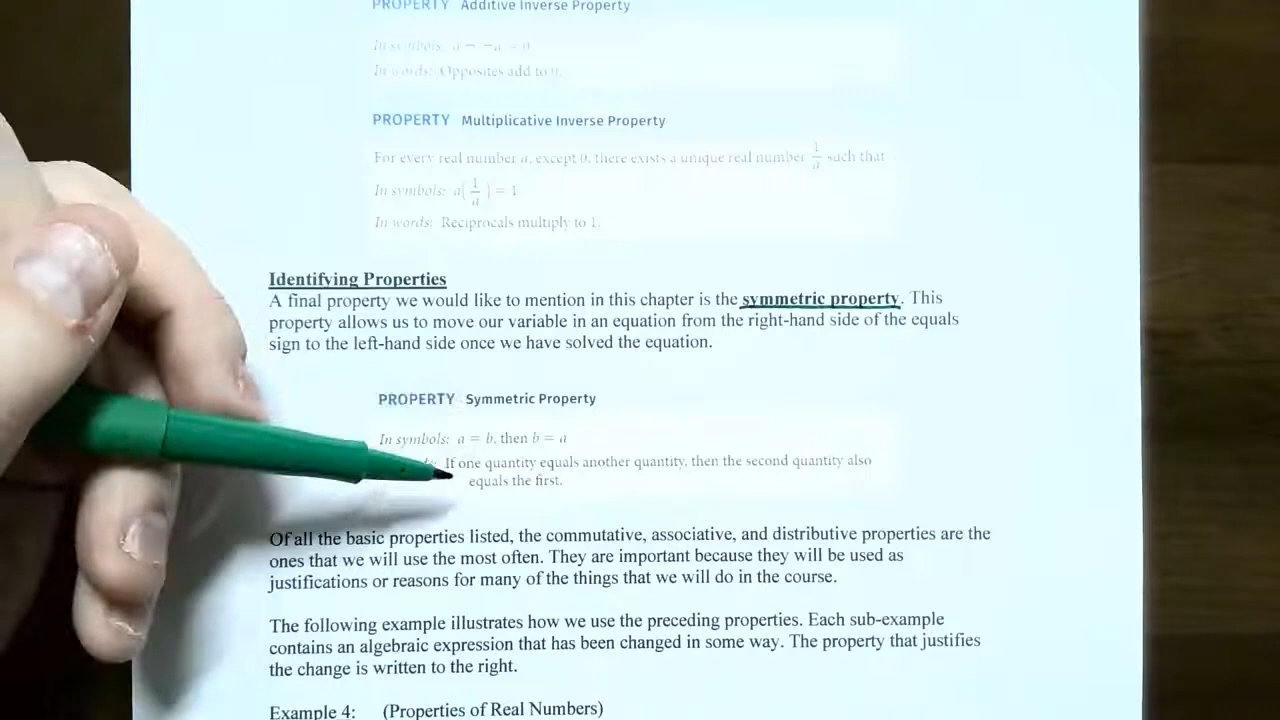 PROPERTY Additive Inverse Property
In symbols: a + −a = 0
In words: Opposites add to 0.
PROPERTY Multiplicative Inverse Property
For every real number a, except 0, there exists a unique real number 1/a such that
In symbols: a(1/a) = 1
In words: Reciprocals multiply to 1.
Identifying Properties
A final property we would like to mention in this chapter is the symmetric property. This
property allows us to move our variable in an equation from the right-hand side of the equals
sign to the left-hand side once we have solved the equation.
PROPERTY Symmetric Property
In symbols: a = b, then b = a
If one quantity equals another quantity, then the second quantity also
equals the first.
Of all the basic properties listed, the commutative, associative, and distributive properties are the
ones that we will use the most often. They are important because they will be used as
justifications or reasons for many of the things that we will do in the course.
The following example illustrates how we use the preceding properties. Each sub-example
contains an algebraic expression that has been changed in some way. The property that justifies
the change is written to the right.
Example 4: (Properties of Real Numbers)